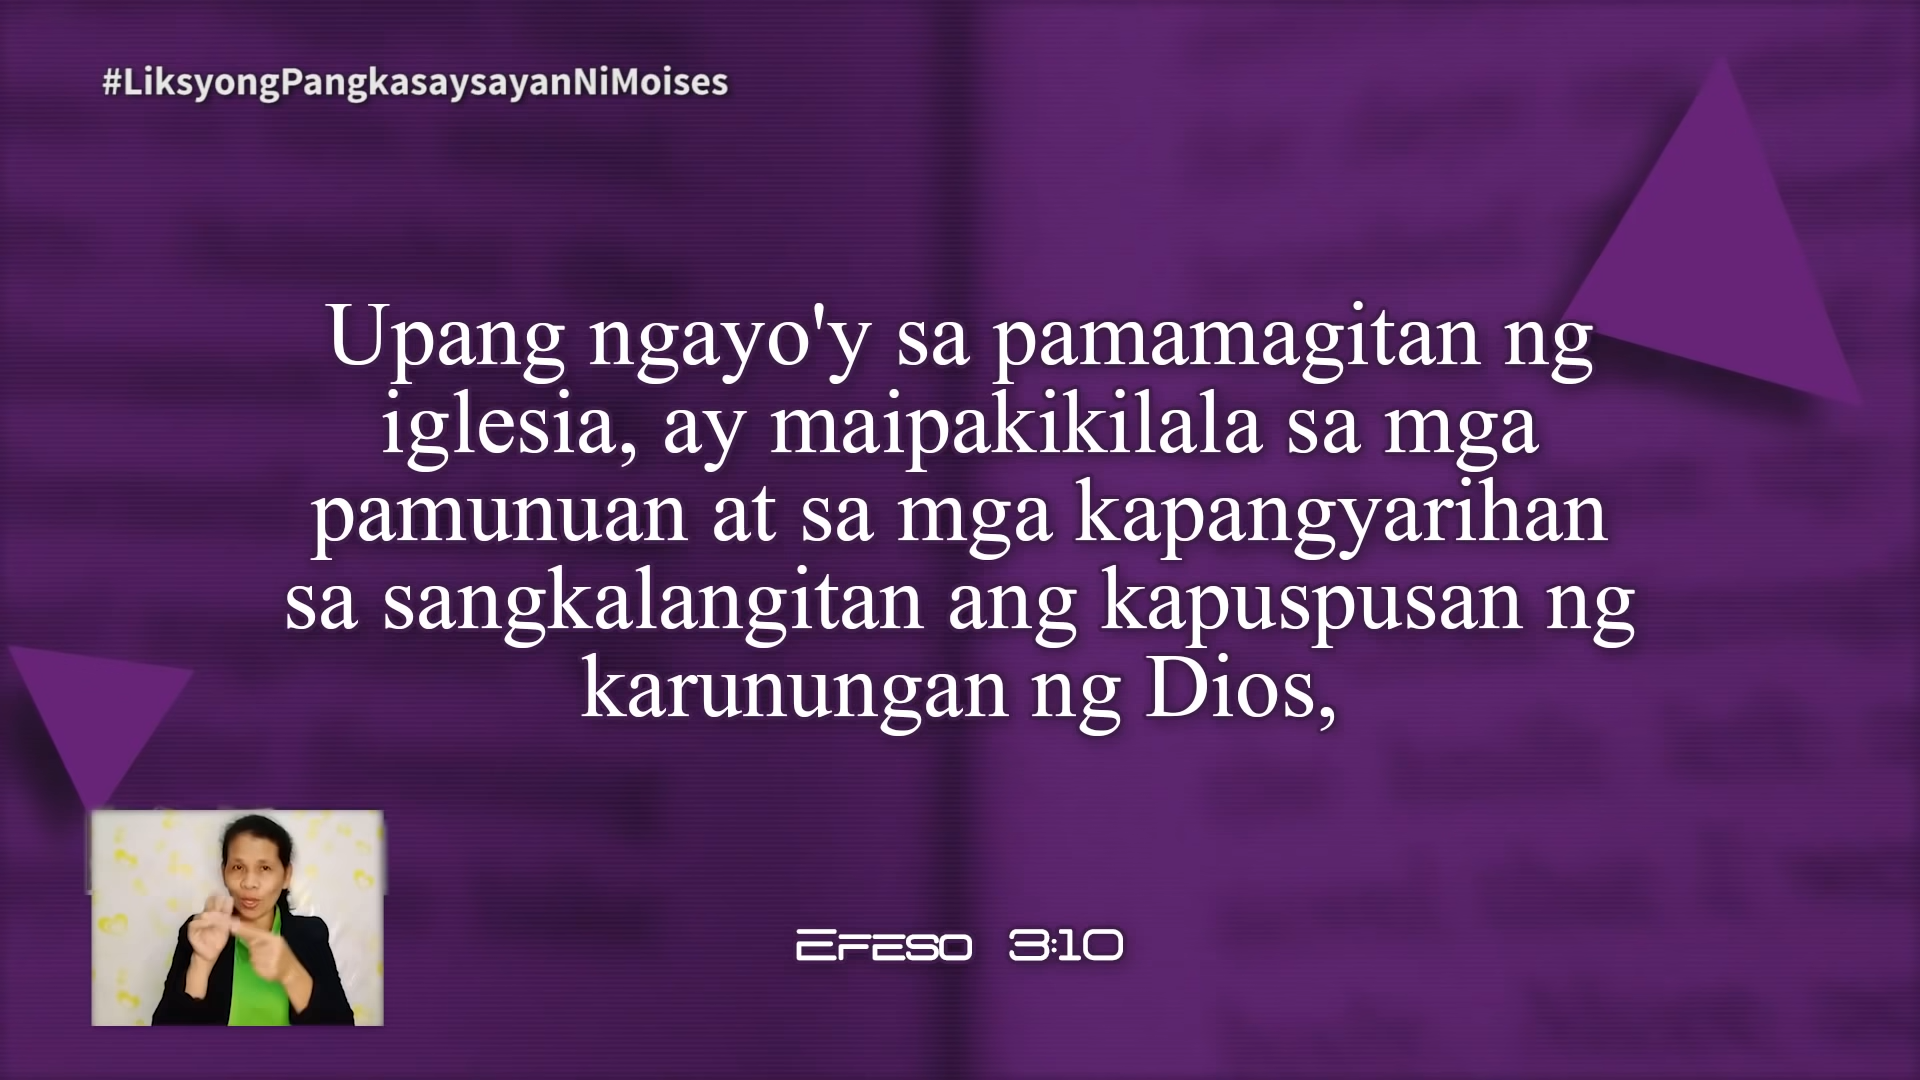 #LiksyongPangkasaysayanNiMoises
Upang ngayo'y sa pamamagitan ng
iglesia, ay maipakikilala sa mga
pamunuan at sa mga kapangyarihan
sa sangkalangitan ang kapuspusan ng
karunungan ng Dios,
Efeso 3:10